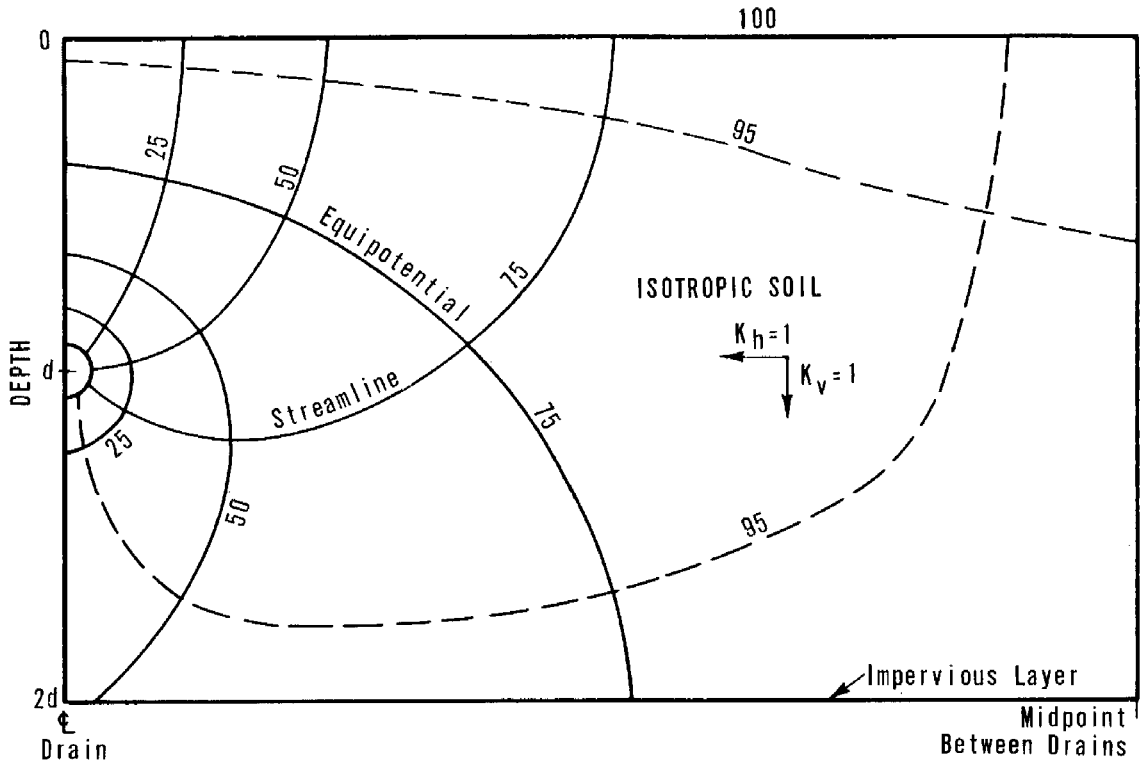 100
0
95
25
50
Equipotential
75
ISOTROPIC SOIL
K h = 1
K v = 1
DEPTH
d
Streamline
25
75
50
95
Impervious Layer
2d
℄
Drain
Midpoint
Between Drains